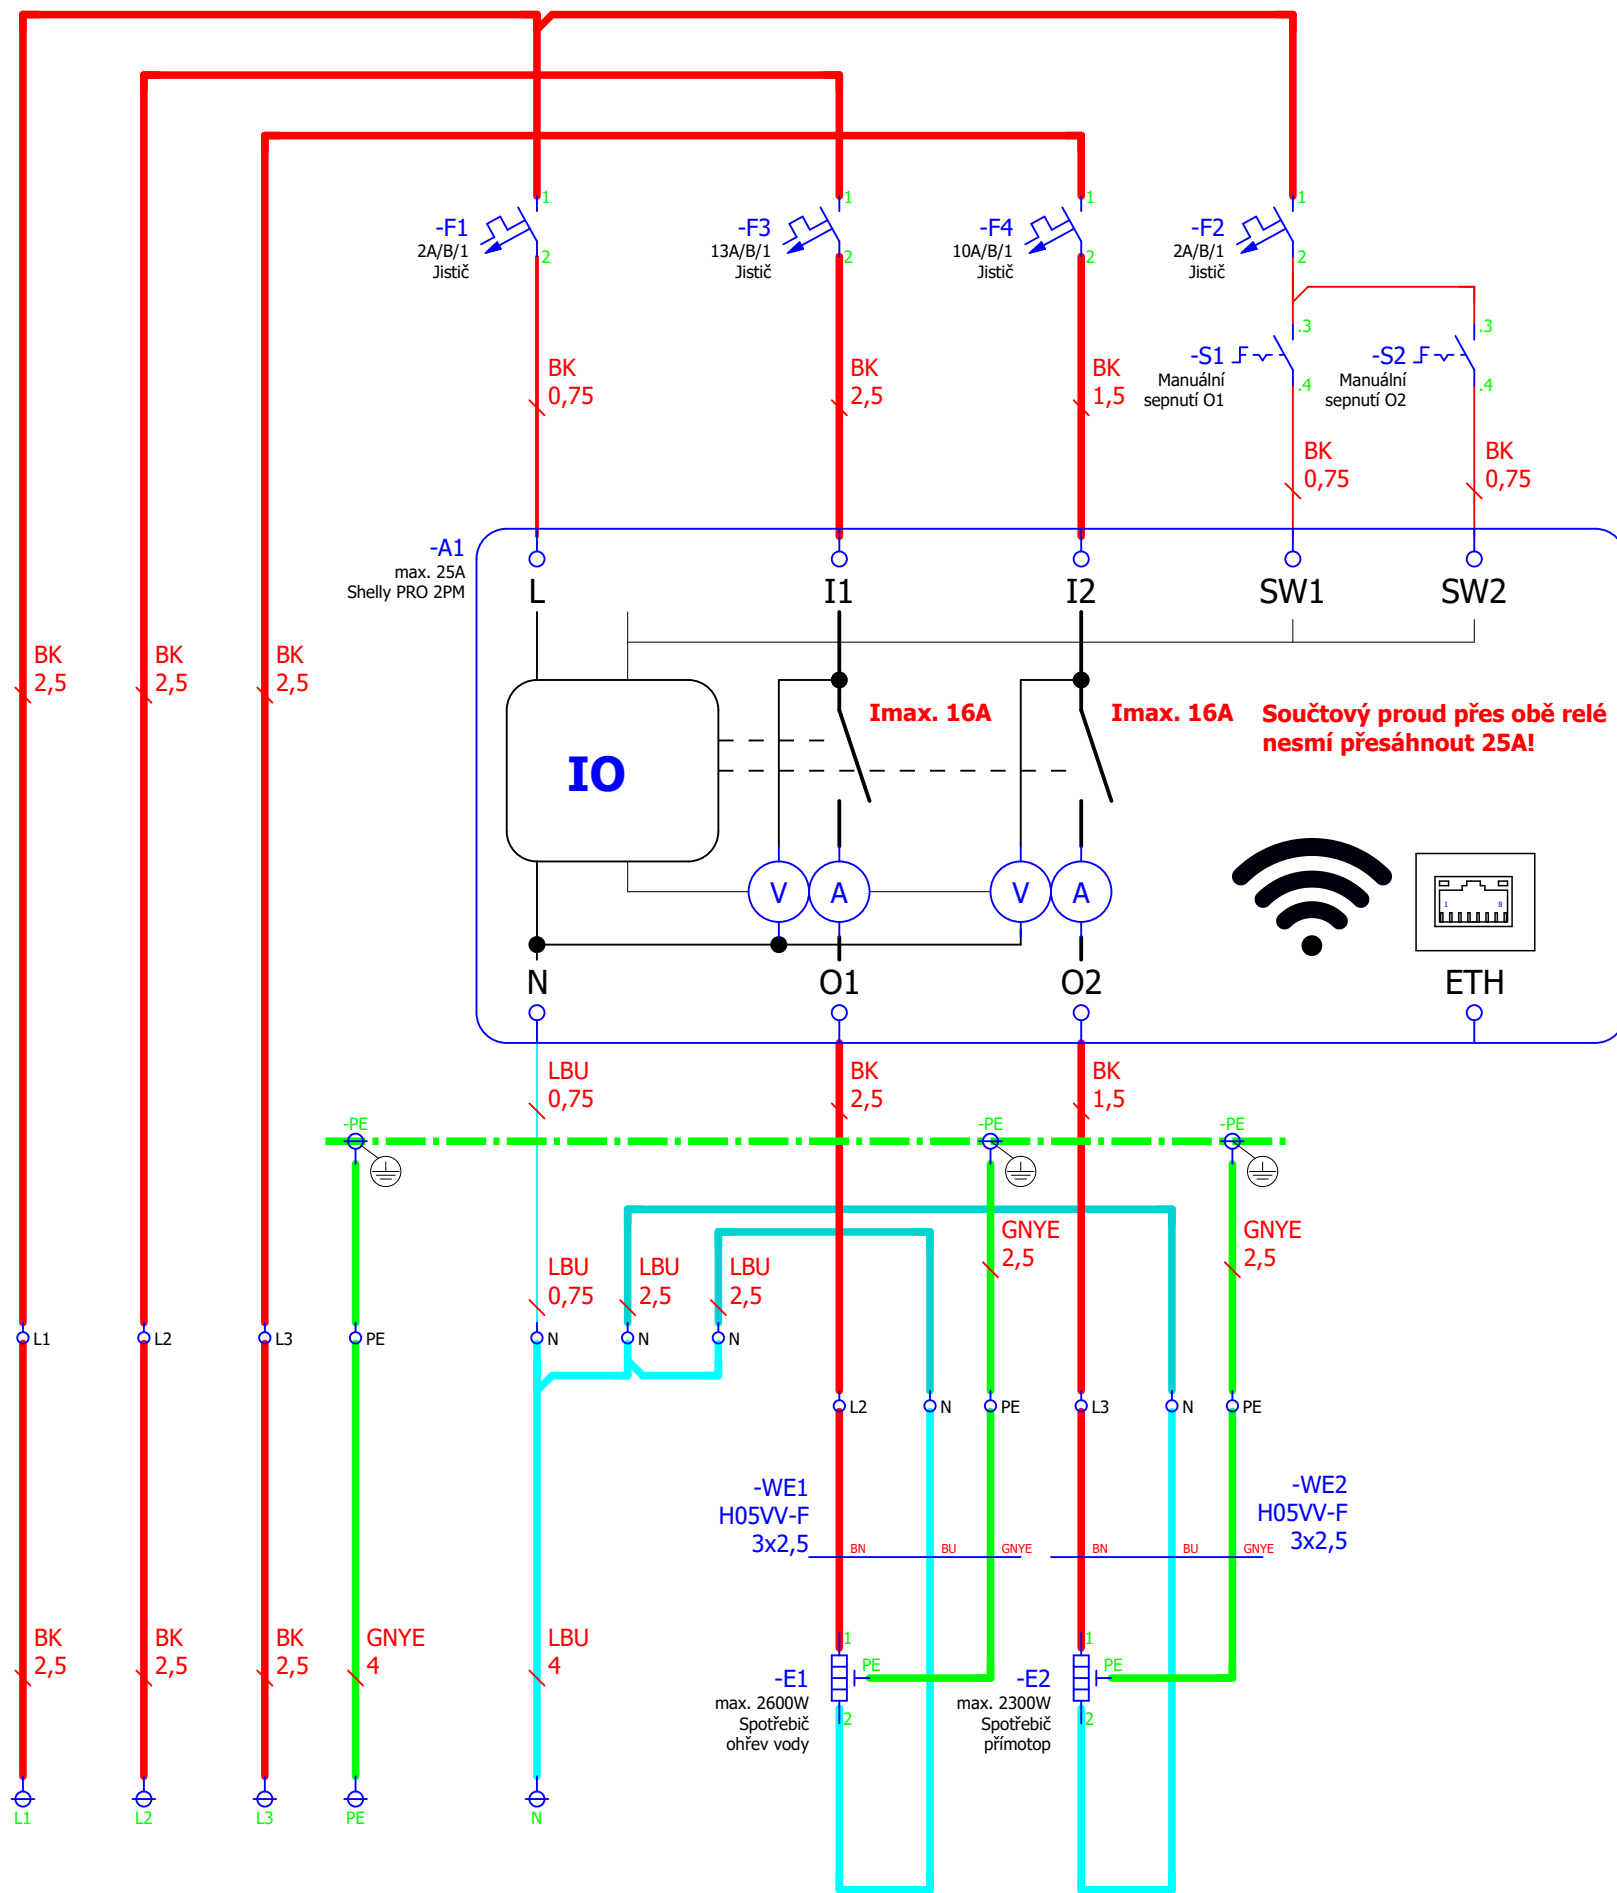 1
-F1
2A/B/1
Jistič
2
1
-F3
13A/B/1
Jistič
2
1
-F4
10A/B/1
Jistič
2
1
-F2
2A/B/1
Jistič
2
.3
-S1
Manuální
sepnutí O1
.4
.3
-S2
Manuální
sepnutí O2
.4
BK
0,75
BK
2,5
BK
1,5
BK
0,75
BK
0,75
-A1
max. 25A
Shelly PRO 2PM
L
I1
I2
SW1
SW2
BK
2,5
BK
2,5
BK
2,5
Imax. 16A
Imax. 16A
Součtový proud přes obě relé
nesmí přesáhnout 25A!
IO
V
A
V
A
1
8
N
O1
O2
ETH
LBU
0,75
BK
2,5
BK
1,5
-PE
-PE
-PE
GNYE
2,5
GNYE
2,5
LBU
0,75
LBU
2,5
LBU
2,5
L1
L2
L3
PE
N
N
N
L2
N
PE
L3
N
PE
-WE1
H05VV-F
3x2,5
BN
BU
GNYE
-WE2
H05VV-F
3x2,5
BN
BU
GNYE
BK
2,5
BK
2,5
BK
2,5
GNYE
4
LBU
4
1
-E1
max. 2600W
Spotřebič
ohřev vody
PE
2
1
-E2
max. 2300W
Spotřebič
přímotop
PE
2
L1
L2
L3
PE
N